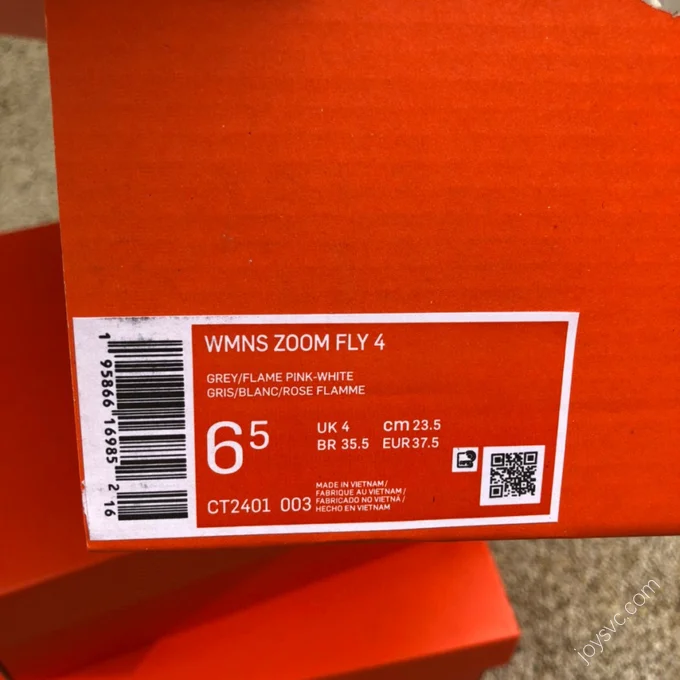 WMNS ZOOM FLY 4
GREY/FLAME PINK-WHITE
GRIS/BLANC/ROSE FLAMME
6 5
UK 4 cm 23.5
BR 35.5 EUR 37.5
CT2401 003
MADE IN VIETNAM /
FABRIQUE AU VIETNAM /
FABRICADO NO VIETNÃ /
HECHO EN VIETNAM
1 95866 16985 2 16
joysvc.com